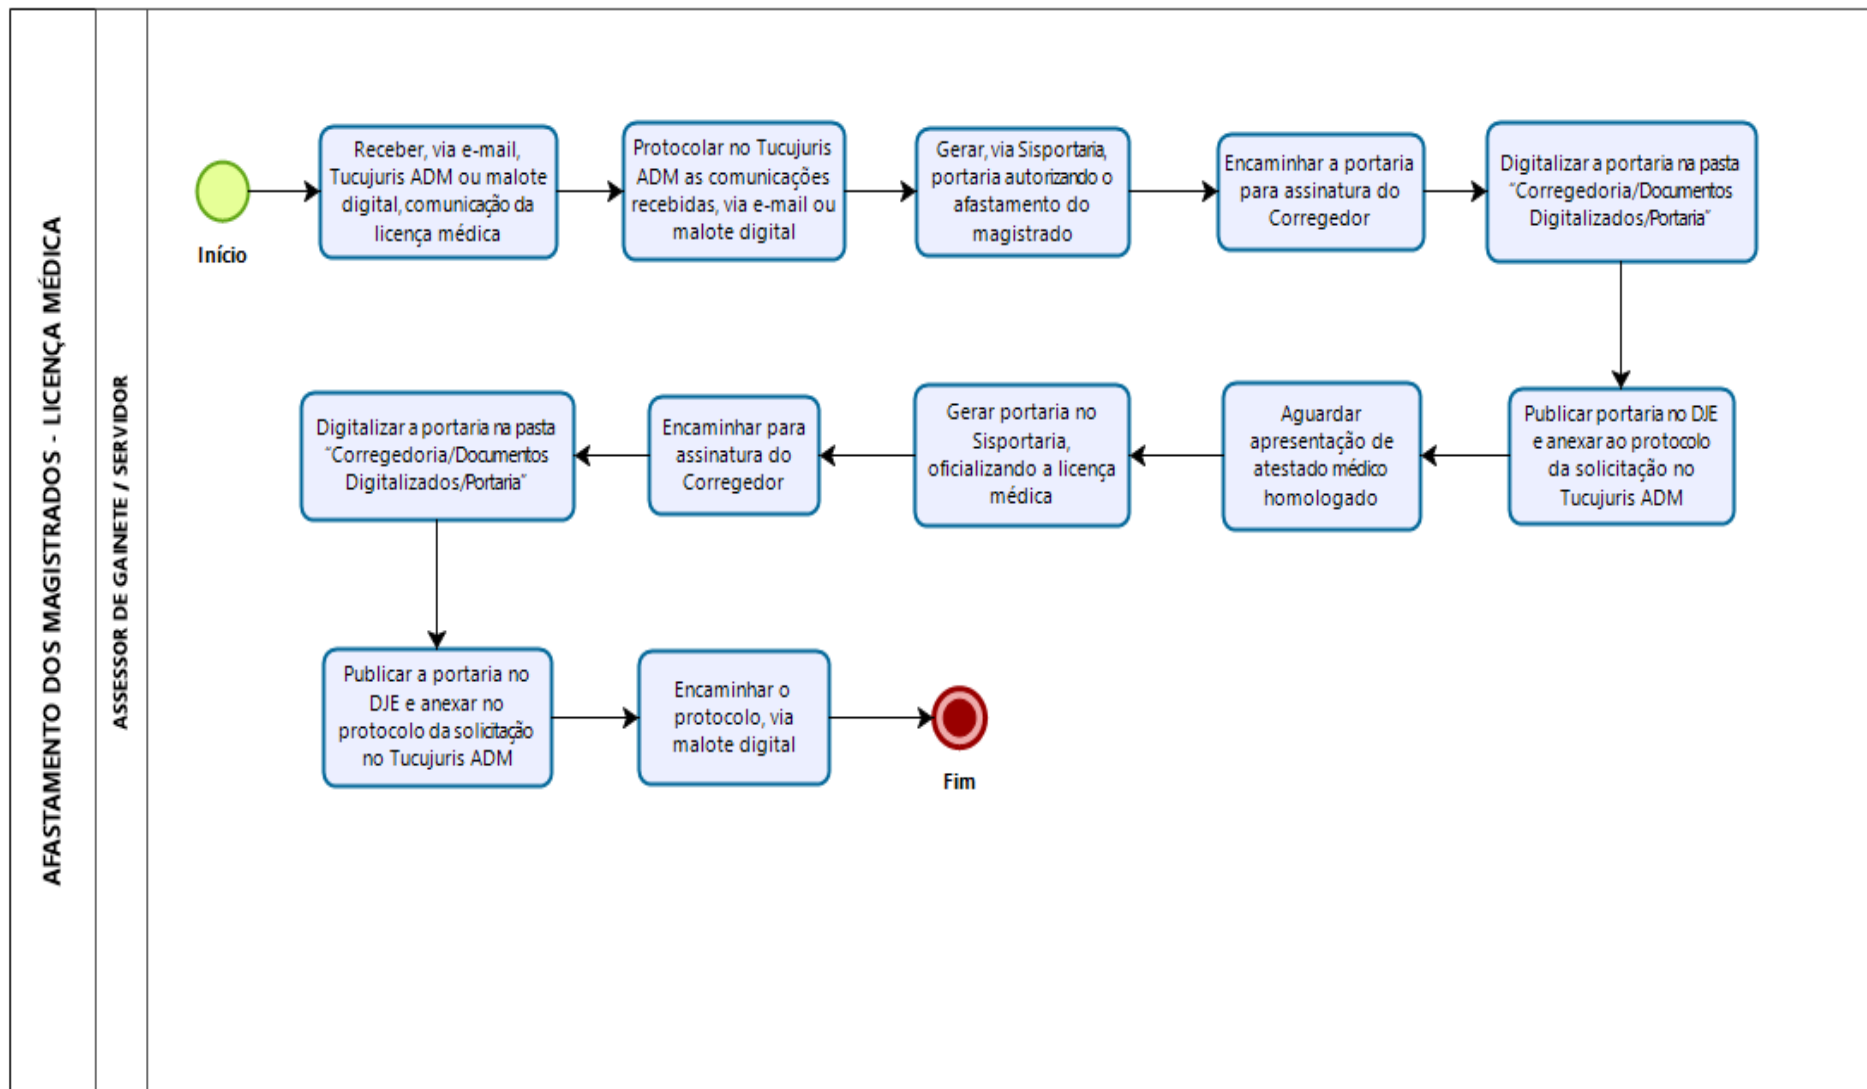 AFASTAMENTO DOS MAGISTRADOS - LICENÇA MÉDICA
ASSESSOR DE GAINETE / SERVIDOR
Início
Receber, via e-mail,
Tucujuris ADM ou malote
digital, comunicação da
licença médica
Protocolar no Tucujuris
ADM as comunicações
recebidas, via e-mail ou
malote digital
Gerar, via Sisportaria,
portaria autorizando o
afastamento do
magistrado
Encaminhar a portaria
para assinatura do
Corregedor
Digitalizar a portaria na pasta
“Corregedoria/Documentos
Digitalizados/Portaria”
Publicar portaria no DJE
e anexar ao protocolo
da solicitação no
Tucujuris ADM
Aguardar
apresentação de
atestado médico
homologado
Gerar portaria no
Sisportaria,
oficializando a licença
médica
Encaminhar para
assinatura do
Corregedor
Digitalizar a portaria na pasta
“Corregedoria/Documentos
Digitalizados/Portaria”
Publicar a portaria no
DJE e anexar no
protocolo da solicitação
no Tucujuris ADM
Encaminhar o
protocolo, via
malote digital
Fim